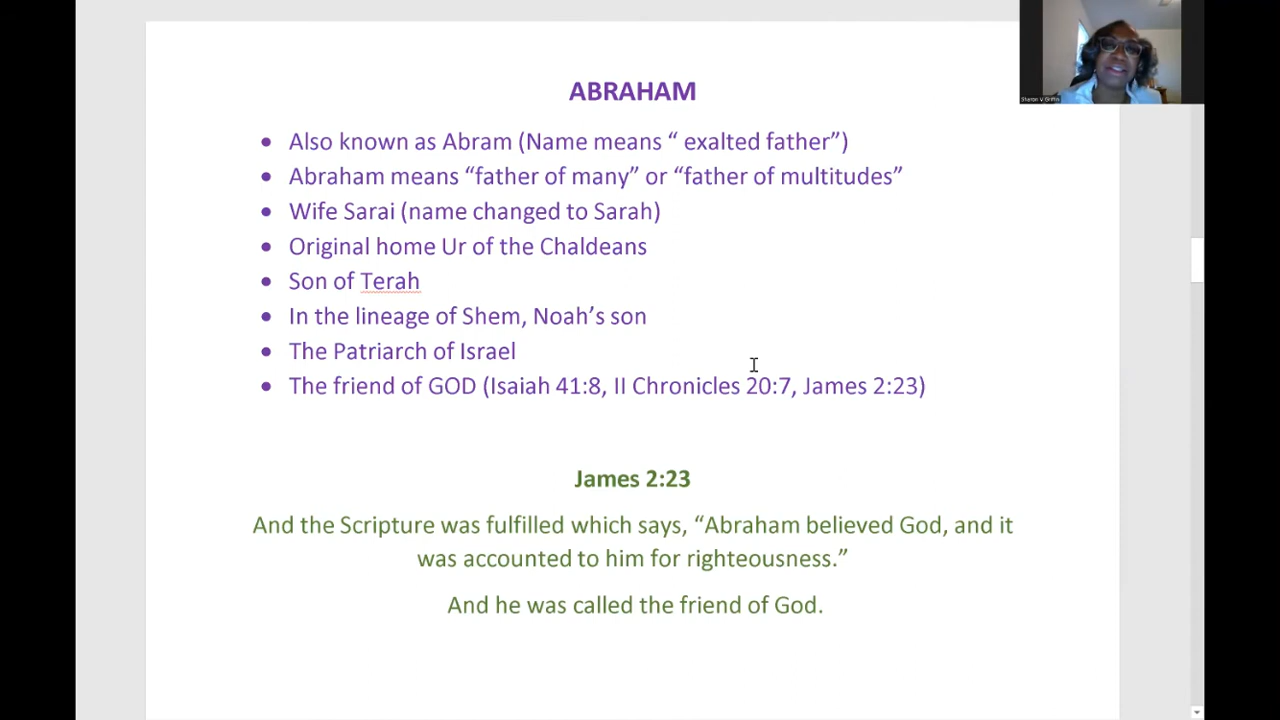 Sharon V Griffin
ABRAHAM
• Also known as Abram (Name means “ exalted father”)
• Abraham means “father of many” or “father of multitudes”
• Wife Sarai (name changed to Sarah)
• Original home Ur of the Chaldeans
• Son of Terah
• In the lineage of Shem, Noah’s son
• The Patriarch of Israel
• The friend of GOD (Isaiah 41:8, II Chronicles 20:7, James 2:23)
James 2:23
And the Scripture was fulfilled which says, “Abraham believed God, and it
was accounted to him for righteousness.”
And he was called the friend of God.